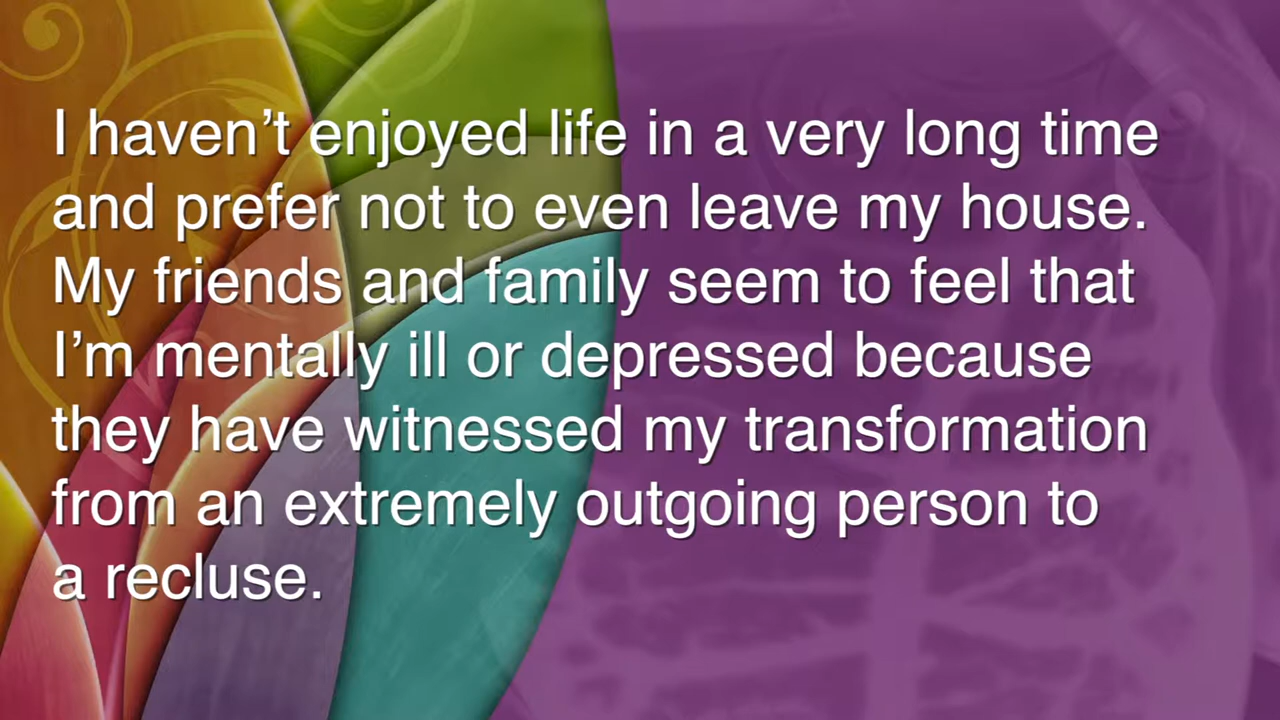 I haven’t enjoyed life in a very long time
and prefer not to even leave my house.
My friends and family seem to feel that
I’m mentally ill or depressed because
they have witnessed my transformation
from an extremely outgoing person to
a recluse.